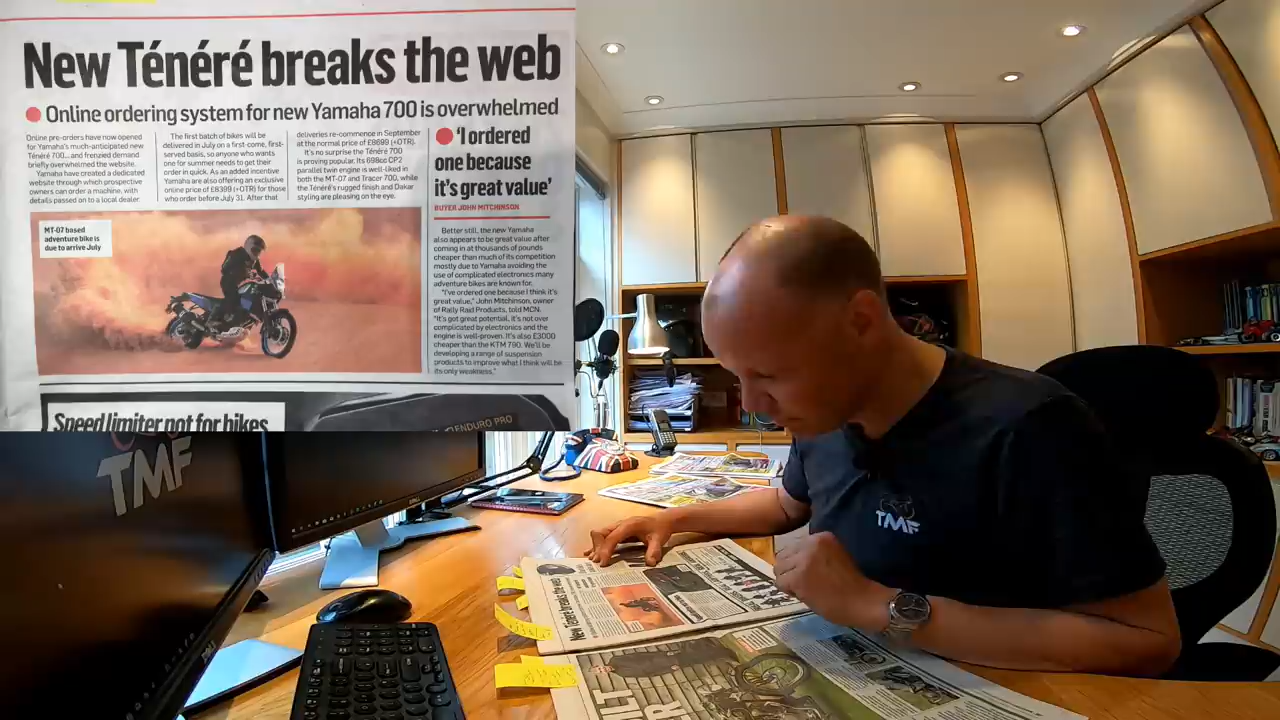 New Ténéré breaks the web
Online ordering system for new Yamaha 700 is overwhelmed
Online pre-orders have now opened
for Yamaha's much-anticipated new
Ténéré 700... and frenzied demand
briefly overwhelmed the website.
Yamaha have created a dedicated
website through which prospective
owners can order a machine, with
details passed on to a local dealer.
The first batch of bikes will be
delivered in July on a first-come, first-
served basis, so anyone who wants
one for summer needs to get their
order in quick. As an added incentive
Yamaha are also offering an exclusive
online price of £8399 (+OTR) for those
who order before July 31. After that
deliveries re-commence in September
at the normal price of £8699 (+OTR).
It's no surprise the Ténéré 700
is proving popular. Its 698cc CP2
parallel twin engine is well-liked in
both the MT-07 and Tracer 700, while
the Ténéré's rugged finish and Dakar
styling are pleasing on the eye.
'I ordered
one because
it's great value'
BUYER JOHN MITCHINSON
Better still, the new Yamaha
also appears to be great value after
coming in at thousands of pounds
cheaper than much of its competition
mostly due to Yamaha avoiding the
use of complicated electronics many
adventure bikes are known for.
"I've ordered one because I think it's
great value," John Mitchinson, owner
of Rally Raid Products, told MCN.
"It's got great potential, it's not over
complicated by electronics and the
engine is well-proven. It's also £3000
cheaper than the KTM 790. We'll be
developing a range of suspension
products to improve what I think will be
its only weakness."
MT-07 based
adventure bike is
due to arrive July
Speed limiter not for bikes
ENDURO PRO
TMF
DELL
TMF
New Ténéré breaks the web